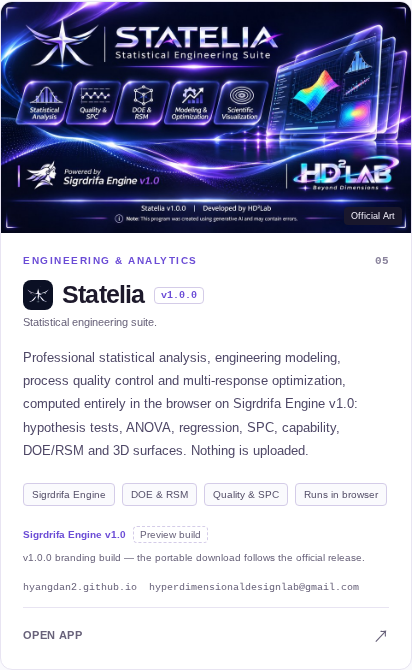 STATELIA
Statistical Engineering Suite
Statistical Analysis
Quality & SPC
DOE & RSM
Modeling & Optimization
Scientific Visualization
Powered by
Sigrdrifa Engine v1.0
HD²LAB
Beyond Dimensions
Statelia v1.0.0 | Developed by HD²Lab
Note: This program was created using generative AI and may contain errors.
Official Art
ENGINEERING & ANALYTICS 05
Statelia v1.0.0
Statistical engineering suite.
Professional statistical analysis, engineering modeling,
process quality control and multi-response optimization,
computed entirely in the browser on Sigrdrifa Engine v1.0:
hypothesis tests, ANOVA, regression, SPC, capability,
DOE/RSM and 3D surfaces. Nothing is uploaded.
Sigrdrifa Engine DOE & RSM Quality & SPC Runs in browser
Sigrdrifa Engine v1.0 Preview build
v1.0.0 branding build — the portable download follows the official release.
hyangdan2.github.io hyperdimensionaldesignlab@gmail.com
OPEN APP ↗